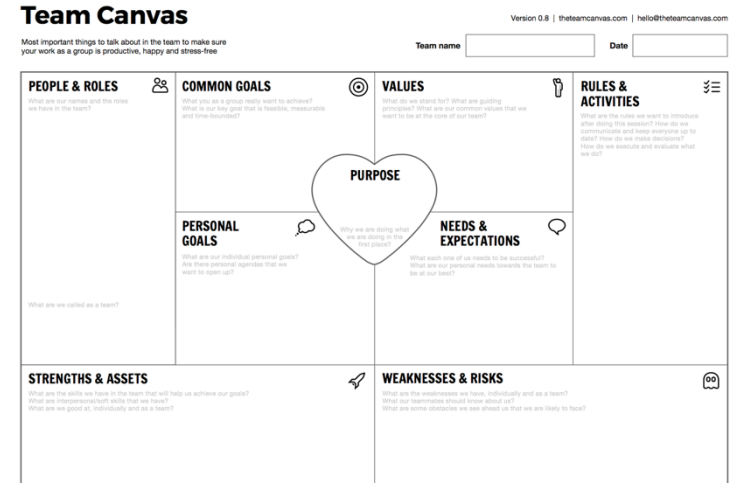 Team Canvas
Version 0.8 | theteamcanvas.com | hello@theteamcanvas.com
Most important things to talk about in the team to make sure
your work as a group is productive, happy and stress-free
Team name
Date
PEOPLE & ROLES
What are our names and the roles
we have in the team?
What are we called as a team?
COMMON GOALS
What you as a group really want to achieve?
What is our key goal that is feasible, measurable
and time-bounded?
VALUES
What do we stand for? What are guiding
principles? What are our common values that we
want to be at the core of our team?
RULES &
ACTIVITIES
What are the rules we want to introduce
after doing this session? How do we
communicate and keep everyone up to
date? How do we make decisions?
How do we execute and evaluate what
we do?
PURPOSE
Why we are doing what
we are doing in the
first place?
PERSONAL
GOALS
What are our individual personal goals?
Are there personal agendas that we
want to open up?
NEEDS &
EXPECTATIONS
What each one of us needs to be successful?
What are our personal needs towards the team to
be at our best?
STRENGTHS & ASSETS
What are the skills we have in the team that will help us achieve our goals?
What are interpersonal/soft skills that we have?
What are we good at, individually and as a team?
WEAKNESSES & RISKS
What are the weaknesses we have, individually and as a team?
What our teammates should know about us?
What are some obstacles we see ahead us that we are likely to face?